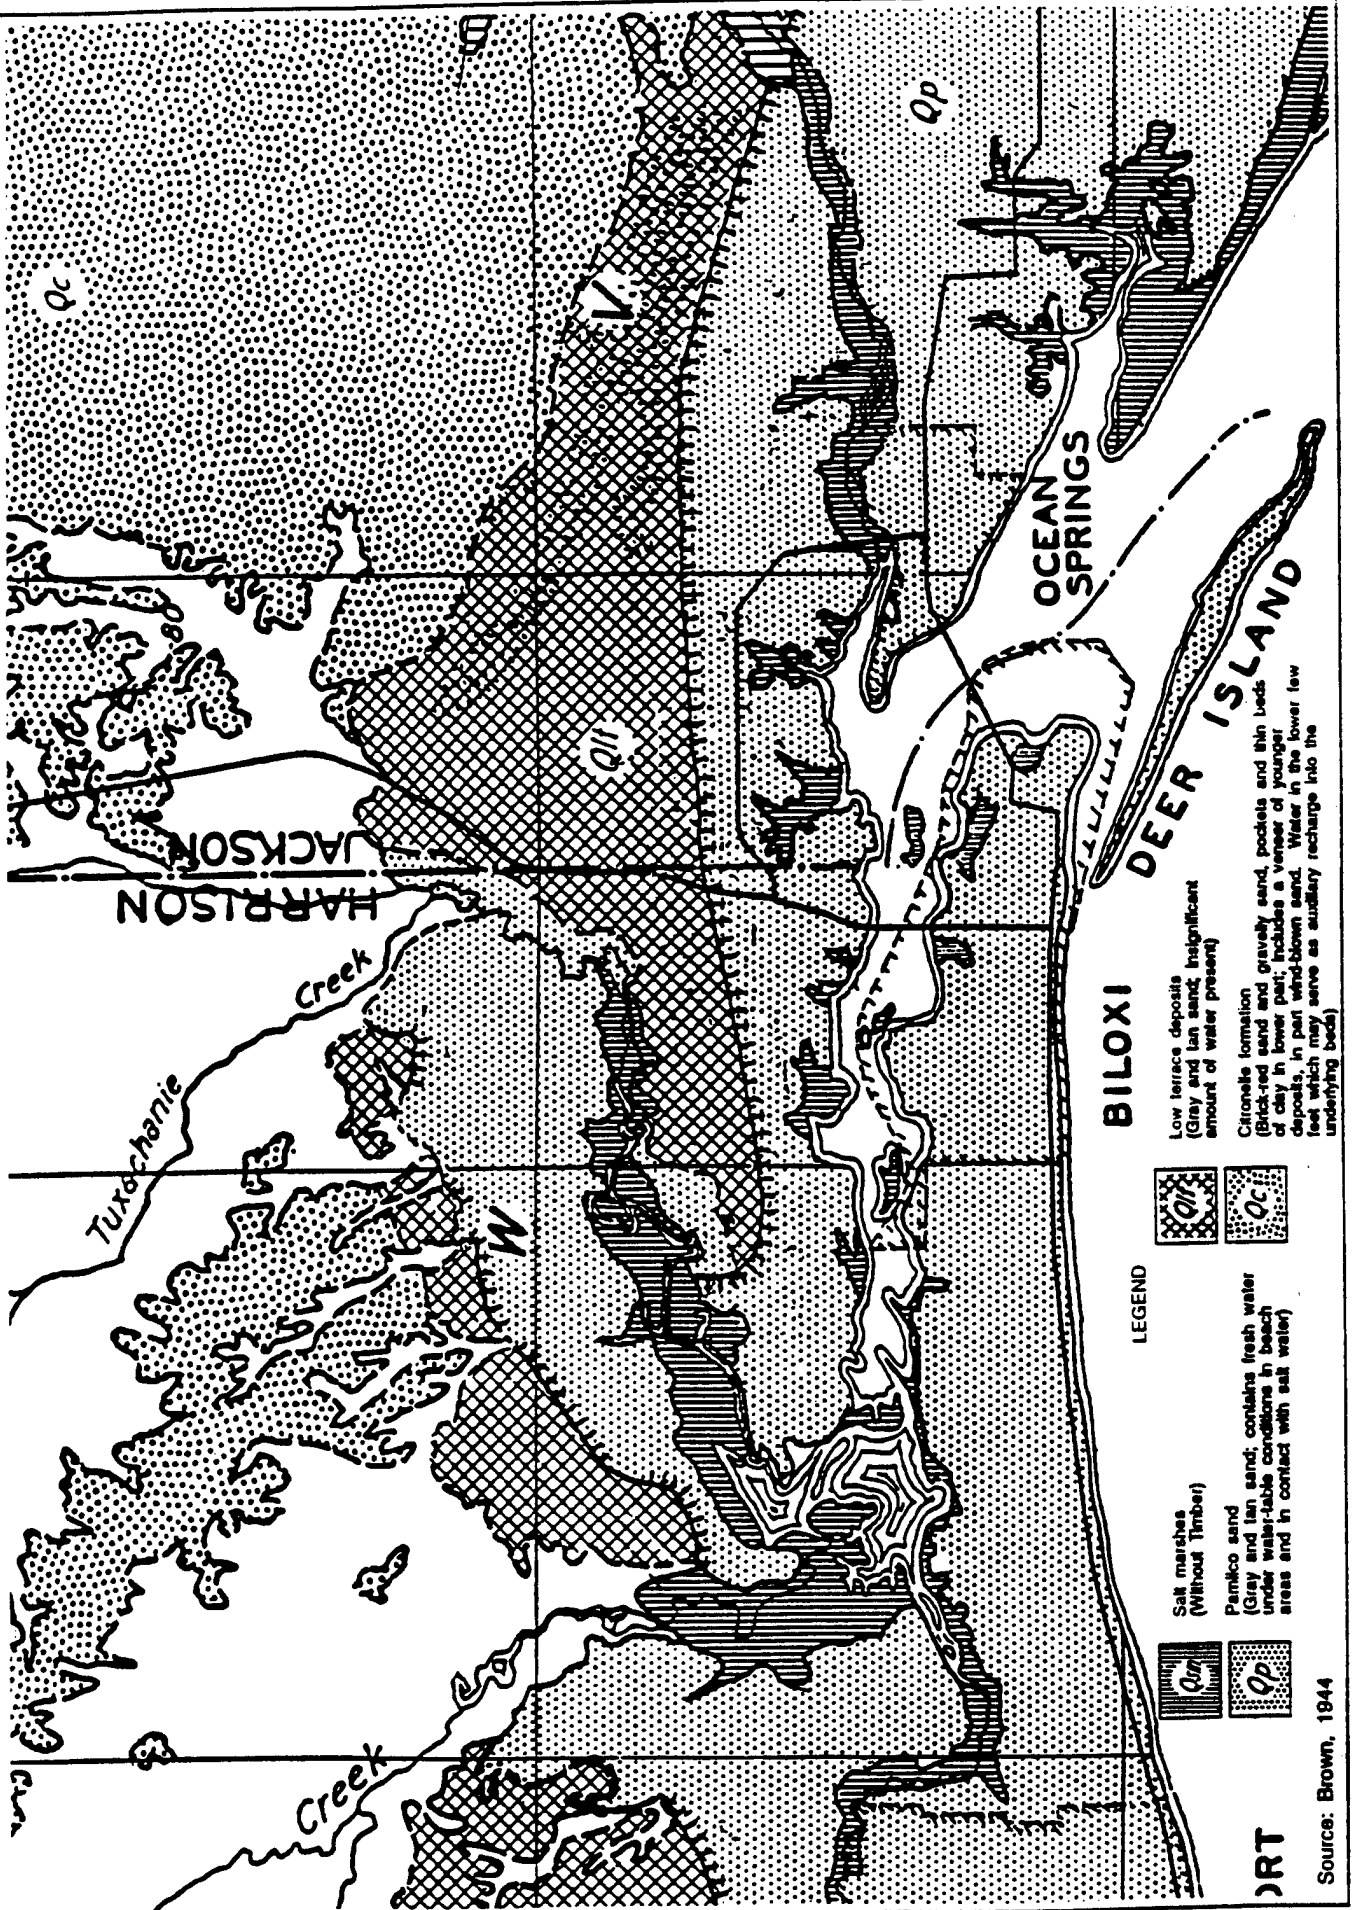 Qc
Qp
V
W
A
80
Qlt
HARRISON
JACKSON
Tuxachanie
Creek
Creek
OCEAN
SPRINGS
DEER ISLAND
BILOXI
ORT
LEGEND
Qm
Salt marshes
(Without Timber)
Qp
Pamlico sand
(Gray and tan sand; contains fresh water
under water-table conditions in beach
areas and in contact with salt water)
Qlt
Low terrace deposits
(Gray and tan sand; insignificant
amount of water present)
Qc
Citronelle formation
(Brick-red sand and gravelly sand, pockets and thin beds
of clay in lower part; includes a veneer of younger
deposits, in part wind-blown sand. Water in the lower few
feet which may serve as auxiliary recharge into the
underlying beds)
Source: Brown, 1944